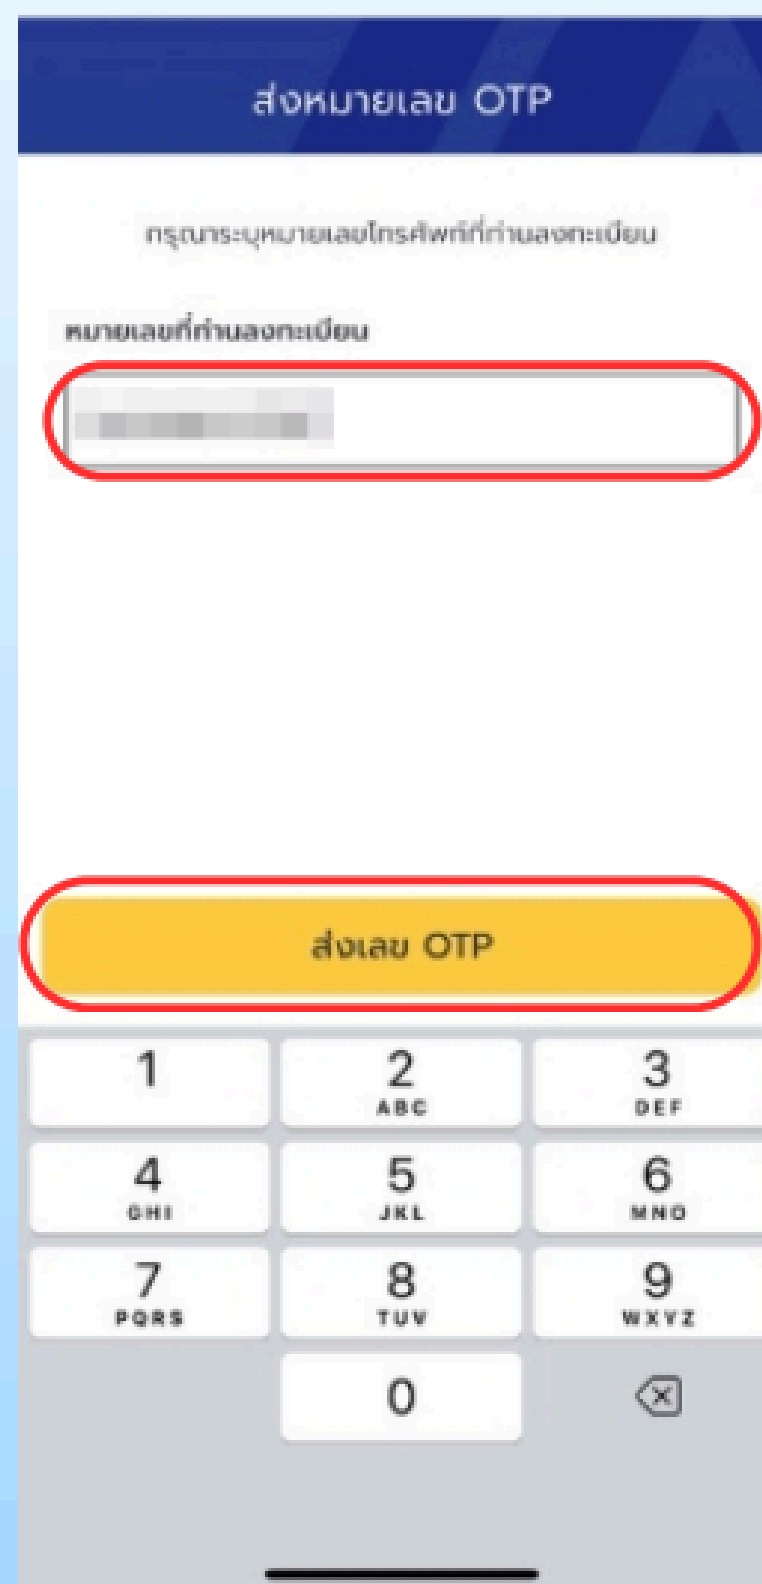 ส่งหมายเลข OTP
กรุณาระบุหมายเลขโทรศัพท์ที่ท่านลงทะเบียน
หมายเลขที่ท่านลงทะเบียน
ส่งเลข OTP
1
2
ABC
3
DEF
4
GHI
5
JKL
6
MNO
7
PQRS
8
TUV
9
WXYZ
0